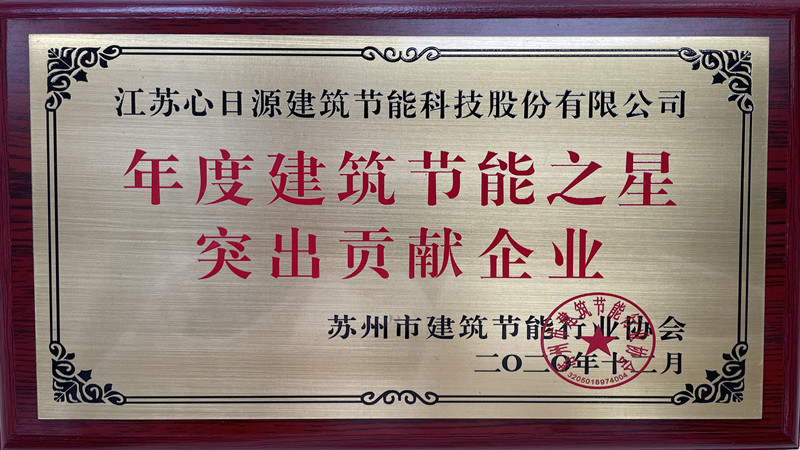 江苏心日源建筑节能科技股份有限公司
年度建筑节能之星
突出贡献企业
苏州市建筑节能行业协会
二〇二〇年十二月
3205018974004